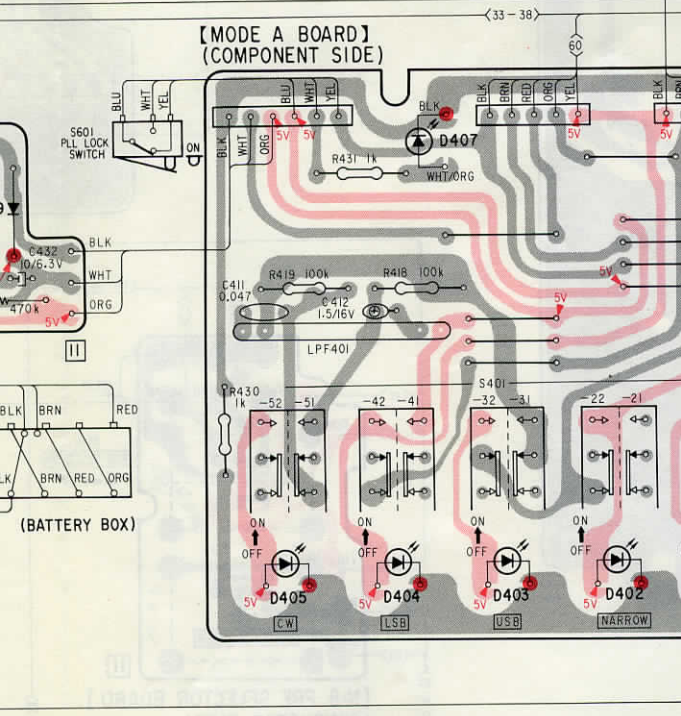 33-38
60
【MODE A BOARD】
(COMPONENT SIDE)
BLU
WHT
YEL
BLU
WHT
YEL
BLK
BLK
BRN
RED
ORG
YEL
BLK
BRN
S601
PLL LOCK
SWITCH
ON
BLK
WHT
ORG
5V
5V
D407
5V
5V
R431 1k
WHT/ORG
BLK
C432
10/6.3V
WHT
ORG
470k
5V
11
C411
0.047
R419 100k
R418 100k
C412
1.5/16V
5V
5V
LPF401
R430
1k
S401
-52
-51
-42
-41
-32
-31
-22
-21
BLK
BRN
RED
BRN
RED
ORG
(BATTERY BOX)
ON
OFF
ON
OFF
ON
OFF
ON
OFF
5V
D405
5V
D404
5V
D403
5V
D402
CW
LSB
USB
NARROW